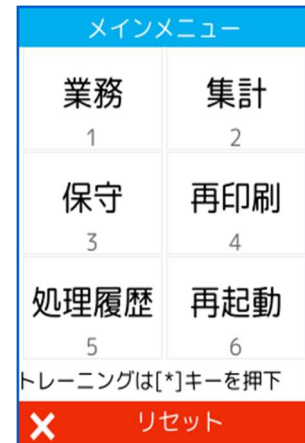 メインメニュー
業務 集計
1 2
保守 再印刷
3 4
処理履歴 再起動
5 6
トレーニングは[*]キーを押下
リセット